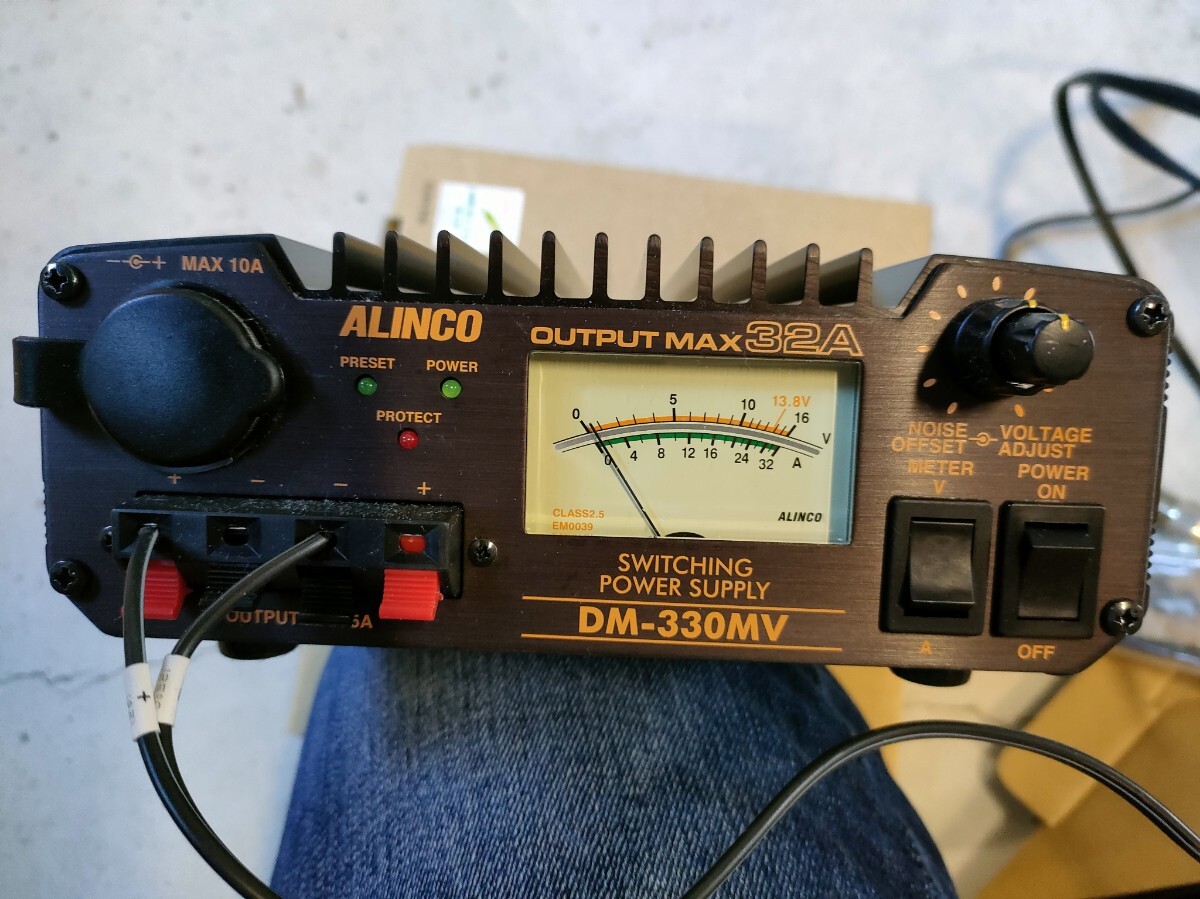 − + MAX 10A
ALINCO
PRESET POWER
PROTECT
OUTPUT MAX 32A
0 5 10 13.8V 16 V
0 4 8 12 16 24 32 A
CLASS2.5
EM0039
ALINCO
SWITCHING
POWER SUPPLY
DM-330MV
+ − − +
OUTPUT 5A
+
NOISE OFFSET
VOLTAGE ADJUST
METER
V
A
POWER
ON
OFF